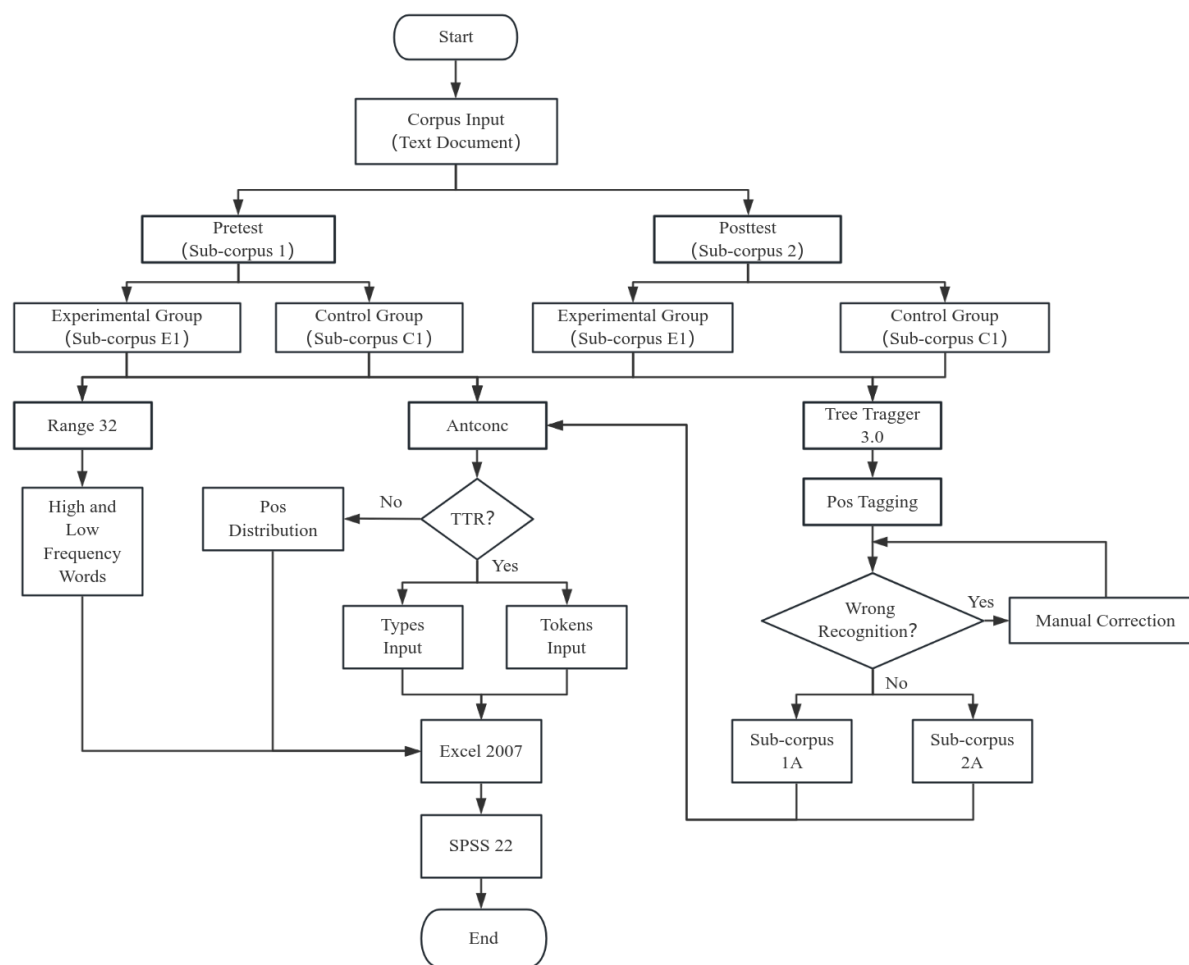 Start
Corpus Input
(Text Document)
Pretest
(Sub-corpus 1)
Posttest
(Sub-corpus 2)
Experimental Group
(Sub-corpus E1)
Control Group
(Sub-corpus C1)
Experimental Group
(Sub-corpus E1)
Control Group
(Sub-corpus C1)
Range 32
Antconc
Tree Tragger
3.0
High and
Low
Frequency
Words
Pos
Distribution
No
TTR?
Yes
Pos Tagging
Types
Input
Tokens
Input
Wrong
Recognition?
Yes
Manual Correction
No
Excel 2007
Sub-corpus
1A
Sub-corpus
2A
SPSS 22
End